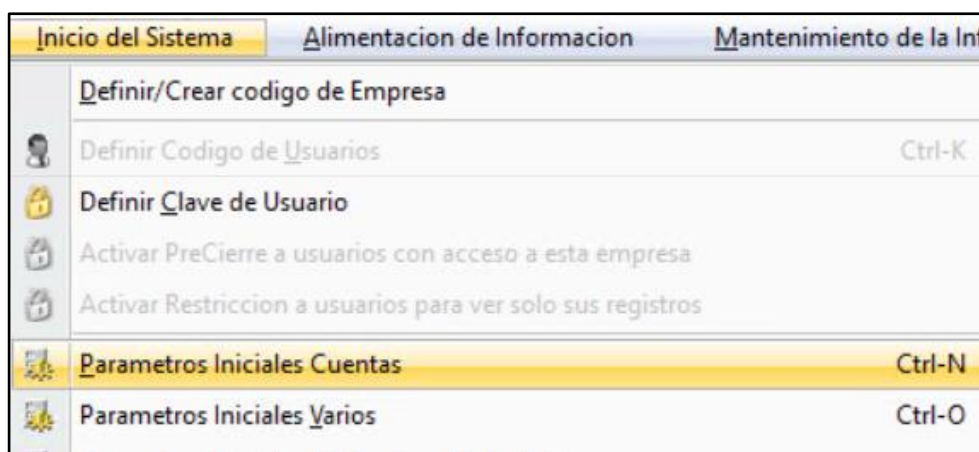 Inicio del Sistema Alimentacion de Informacion Mantenimiento de la Inf
Definir/Crear codigo de Empresa
Definir Codigo de Usuarios Ctrl-K
Definir Clave de Usuario
Activar PreCierre a usuarios con acceso a esta empresa
Activar Restriccion a usuarios para ver solo sus registros
Parametros Iniciales Cuentas Ctrl-N
Parametros Iniciales Varios Ctrl-O